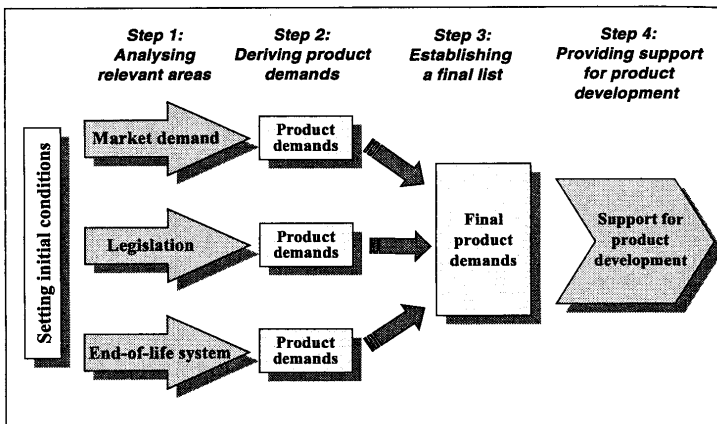 Step 1:
Analysing
relevant areas
Step 2:
Deriving product
demands
Step 3:
Establishing
a final list
Step 4:
Providing support
for product
development
Setting initial conditions
Market demand
Product
demands
Legislation
Product
demands
End-of-life system
Product
demands
Final
product
demands
Support for
product
development